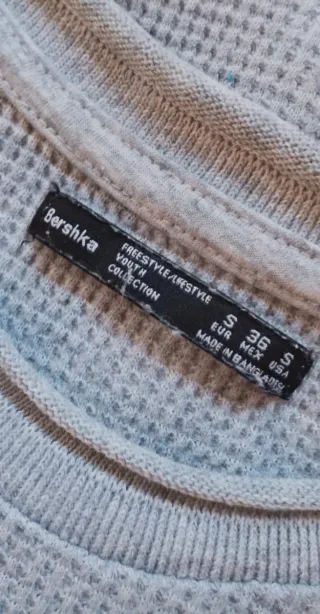 Bershka
FREESTYLE/LIFESTYLE
YOUTH
COLLECTION
S 36 S
EUR MEX USA
MADE IN BANGLADESH